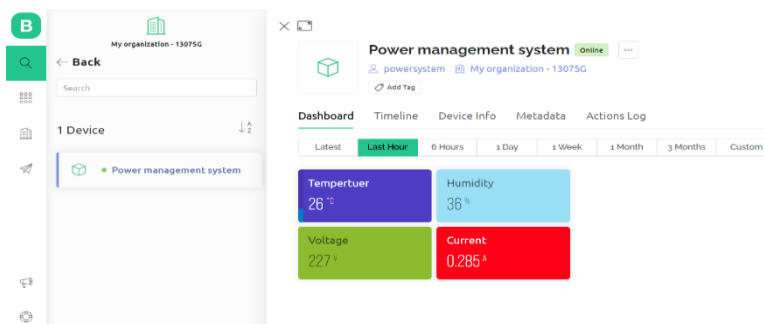 B
My organization - 13075G
← Back
Search
1 Device
A
Z
Power management system
Power management system Online ...
powersystem My organization - 13075G
Add Tag
Dashboard Timeline Device Info Metadata Actions Log
Latest Last Hour 6 Hours 1 Day 1 Week 1 Month 3 Months Custom
Tempertuer Humidity
26 °C 36 %
Voltage Current
227 V 0.285 A